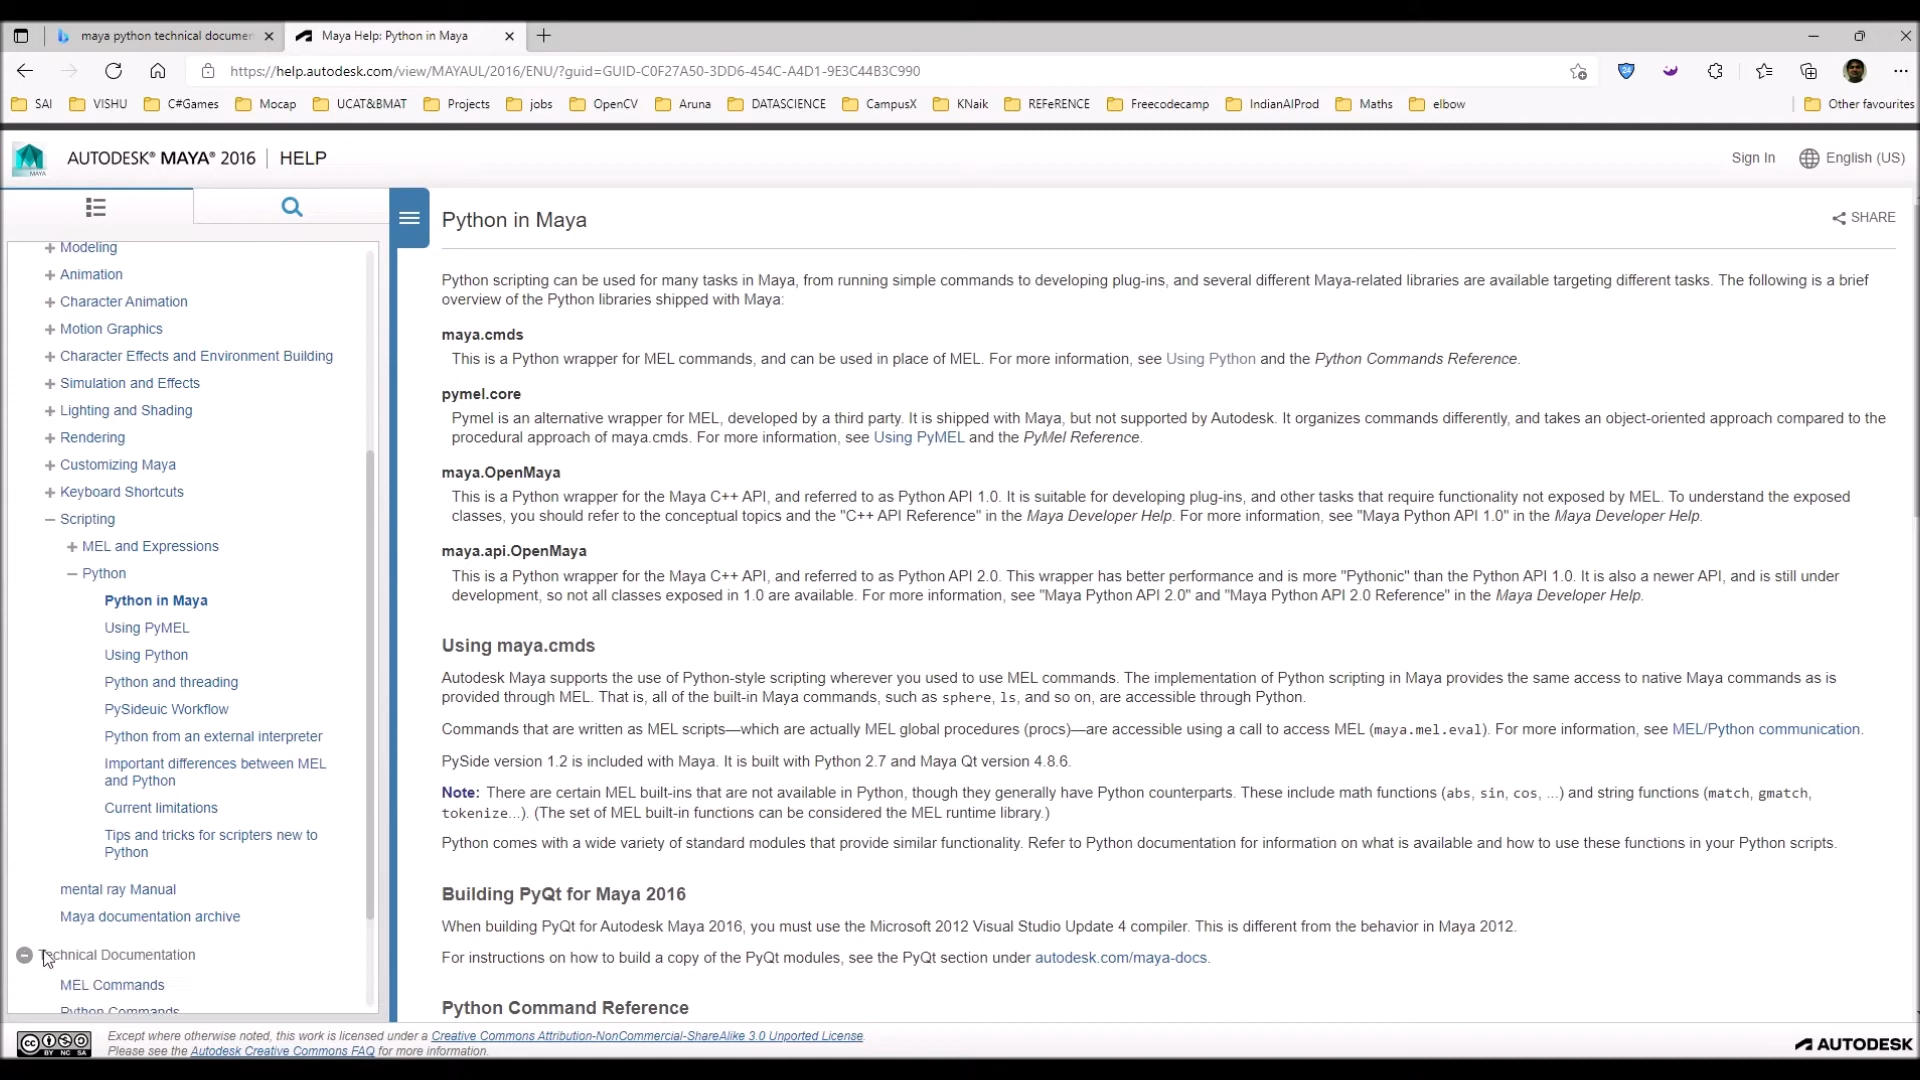 maya python technical documen
Maya Help: Python in Maya
https://help.autodesk.com/view/MAYAUL/2016/ENU/?guid=GUID-C0F27A50-3DD6-454C-A4D1-9E3C44B3C990
SAI VISHU C#Games Mocap UCAT&BMAT Projects jobs OpenCV Aruna DATASCIENCE CampusX KNaik REFeRENCE Freecodecamp IndianAIProd Maths elbow Other favourites
MAYA
AUTODESK® MAYA® 2016 | HELP
Sign In English (US)
Modeling
Animation
Character Animation
Motion Graphics
Character Effects and Environment Building
Simulation and Effects
Lighting and Shading
Rendering
Customizing Maya
Keyboard Shortcuts
Scripting
MEL and Expressions
Python
Python in Maya
Using PyMEL
Using Python
Python and threading
PySideuic Workflow
Python from an external interpreter
Important differences between MEL
and Python
Current limitations
Tips and tricks for scripters new to
Python
mental ray Manual
Maya documentation archive
Technical Documentation
MEL Commands
Python Commands
Python in Maya
SHARE
Python scripting can be used for many tasks in Maya, from running simple commands to developing plug-ins, and several different Maya-related libraries are available targeting different tasks. The following is a brief
overview of the Python libraries shipped with Maya:
maya.cmds
This is a Python wrapper for MEL commands, and can be used in place of MEL. For more information, see Using Python and the Python Commands Reference.
pymel.core
Pymel is an alternative wrapper for MEL, developed by a third party. It is shipped with Maya, but not supported by Autodesk. It organizes commands differently, and takes an object-oriented approach compared to the
procedural approach of maya.cmds. For more information, see Using PyMEL and the PyMel Reference.
maya.OpenMaya
This is a Python wrapper for the Maya C++ API, and referred to as Python API 1.0. It is suitable for developing plug-ins, and other tasks that require functionality not exposed by MEL. To understand the exposed
classes, you should refer to the conceptual topics and the "C++ API Reference" in the Maya Developer Help. For more information, see "Maya Python API 1.0" in the Maya Developer Help.
maya.api.OpenMaya
This is a Python wrapper for the Maya C++ API, and referred to as Python API 2.0. This wrapper has better performance and is more "Pythonic" than the Python API 1.0. It is also a newer API, and is still under
development, so not all classes exposed in 1.0 are available. For more information, see "Maya Python API 2.0" and "Maya Python API 2.0 Reference" in the Maya Developer Help.
Using maya.cmds
Autodesk Maya supports the use of Python-style scripting wherever you used to use MEL commands. The implementation of Python scripting in Maya provides the same access to native Maya commands as is
provided through MEL. That is, all of the built-in Maya commands, such as sphere, ls, and so on, are accessible through Python.
Commands that are written as MEL scripts—which are actually MEL global procedures (procs)—are accessible using a call to access MEL (maya.mel.eval). For more information, see MEL/Python communication.
PySide version 1.2 is included with Maya. It is built with Python 2.7 and Maya Qt version 4.8.6.
Note: There are certain MEL built-ins that are not available in Python, though they generally have Python counterparts. These include math functions (abs, sin, cos, ...) and string functions (match, gmatch,
tokenize...). (The set of MEL built-in functions can be considered the MEL runtime library.)
Python comes with a wide variety of standard modules that provide similar functionality. Refer to Python documentation for information on what is available and how to use these functions in your Python scripts.
Building PyQt for Maya 2016
When building PyQt for Autodesk Maya 2016, you must use the Microsoft 2012 Visual Studio Update 4 compiler. This is different from the behavior in Maya 2012.
For instructions on how to build a copy of the PyQt modules, see the PyQt section under autodesk.com/maya-docs.
Python Command Reference
cc BY NC SA
Except where otherwise noted, this work is licensed under a Creative Commons Attribution-NonCommercial-ShareAlike 3.0 Unported License.
Please see the Autodesk Creative Commons FAQ for more information.
AUTODESK